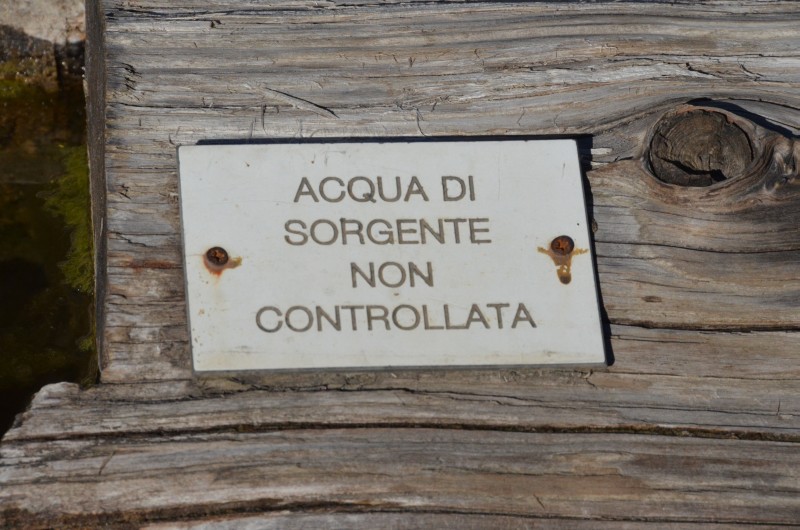 ACQUA DI
SORGENTE
NON
CONTROLLATA